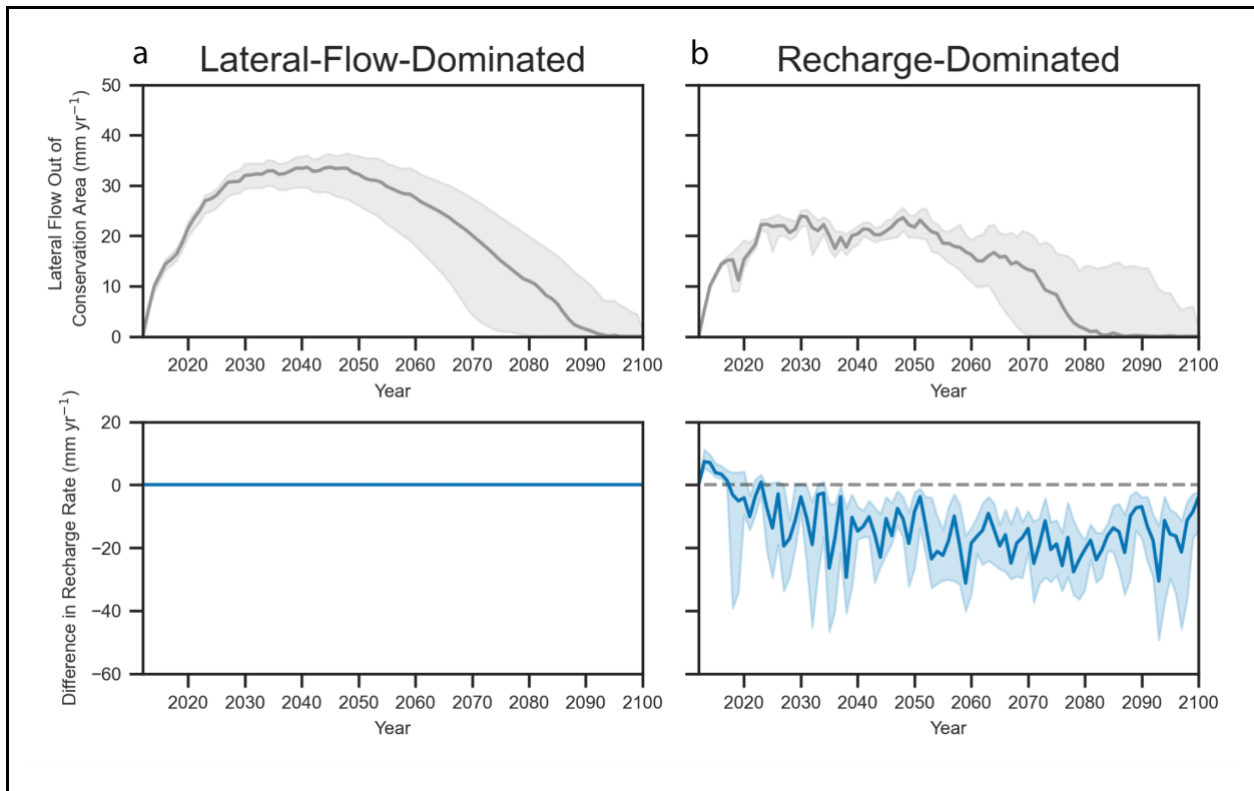 a Lateral-Flow-Dominated
b Recharge-Dominated
Lateral Flow Out of
Conservation Area (mm yr⁻¹)
50
40
30
20
10
0
2020 2030 2040 2050 2060 2070 2080 2090 2100
Year
2020 2030 2040 2050 2060 2070 2080 2090 2100
Year
Difference in Recharge Rate (mm yr⁻¹)
20
0
−20
−40
−60
2020 2030 2040 2050 2060 2070 2080 2090 2100
Year
2020 2030 2040 2050 2060 2070 2080 2090 2100
Year